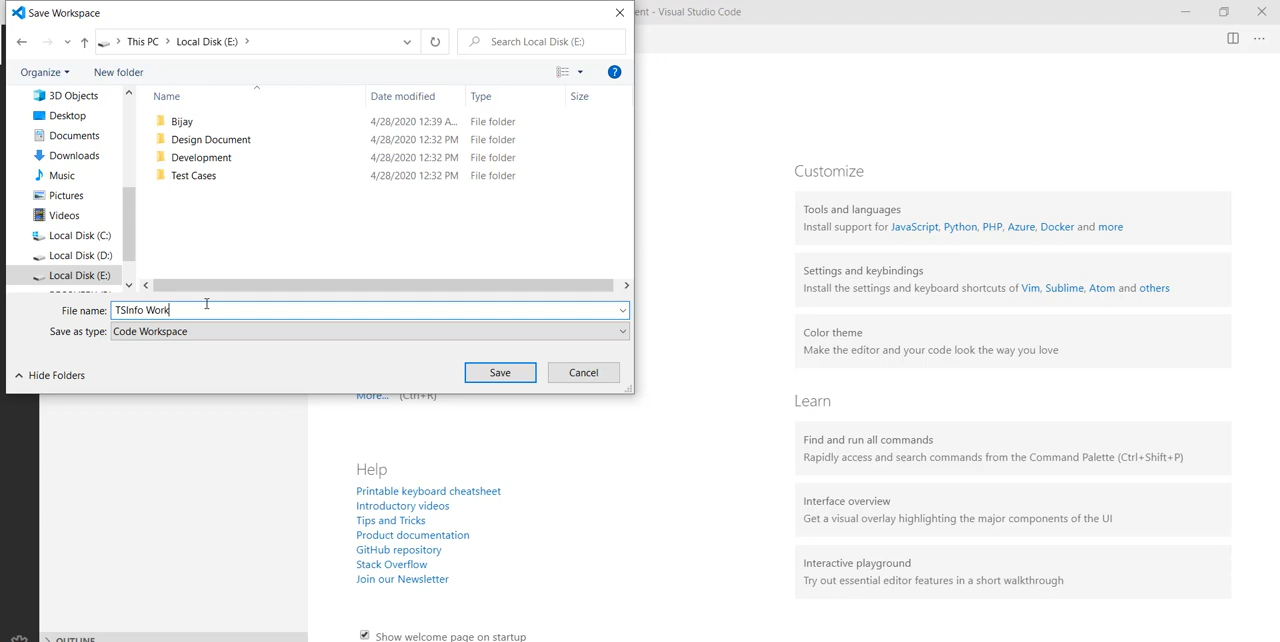 Save Workspace
ent - Visual Studio Code
This PC > Local Disk (E:) >
Search Local Disk (E:)
Organize
New folder
?
3D Objects
Desktop
Documents
Downloads
Music
Pictures
Videos
Local Disk (C:)
Local Disk (D:)
Local Disk (E:)
Name Date modified Type Size
Bijay 4/28/2020 12:39 A... File folder
Design Document 4/28/2020 12:32 PM File folder
Development 4/28/2020 12:32 PM File folder
Test Cases 4/28/2020 12:32 PM File folder
File name: TSInfo Work
Save as type: Code Workspace
Hide Folders
Save
Cancel
More... (Ctrl+R)
Help
Printable keyboard cheatsheet
Introductory videos
Tips and Tricks
Product documentation
GitHub repository
Stack Overflow
Join our Newsletter
Show welcome page on startup
OUTLINE
Customize
Tools and languages
Install support for JavaScript, Python, PHP, Azure, Docker and more
Settings and keybindings
Install the settings and keyboard shortcuts of Vim, Sublime, Atom and others
Color theme
Make the editor and your code look the way you love
Learn
Find and run all commands
Rapidly access and search commands from the Command Palette (Ctrl+Shift+P)
Interface overview
Get a visual overlay highlighting the major components of the UI
Interactive playground
Try out essential editor features in a short walkthrough